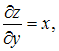 ∂z/∂y = x,